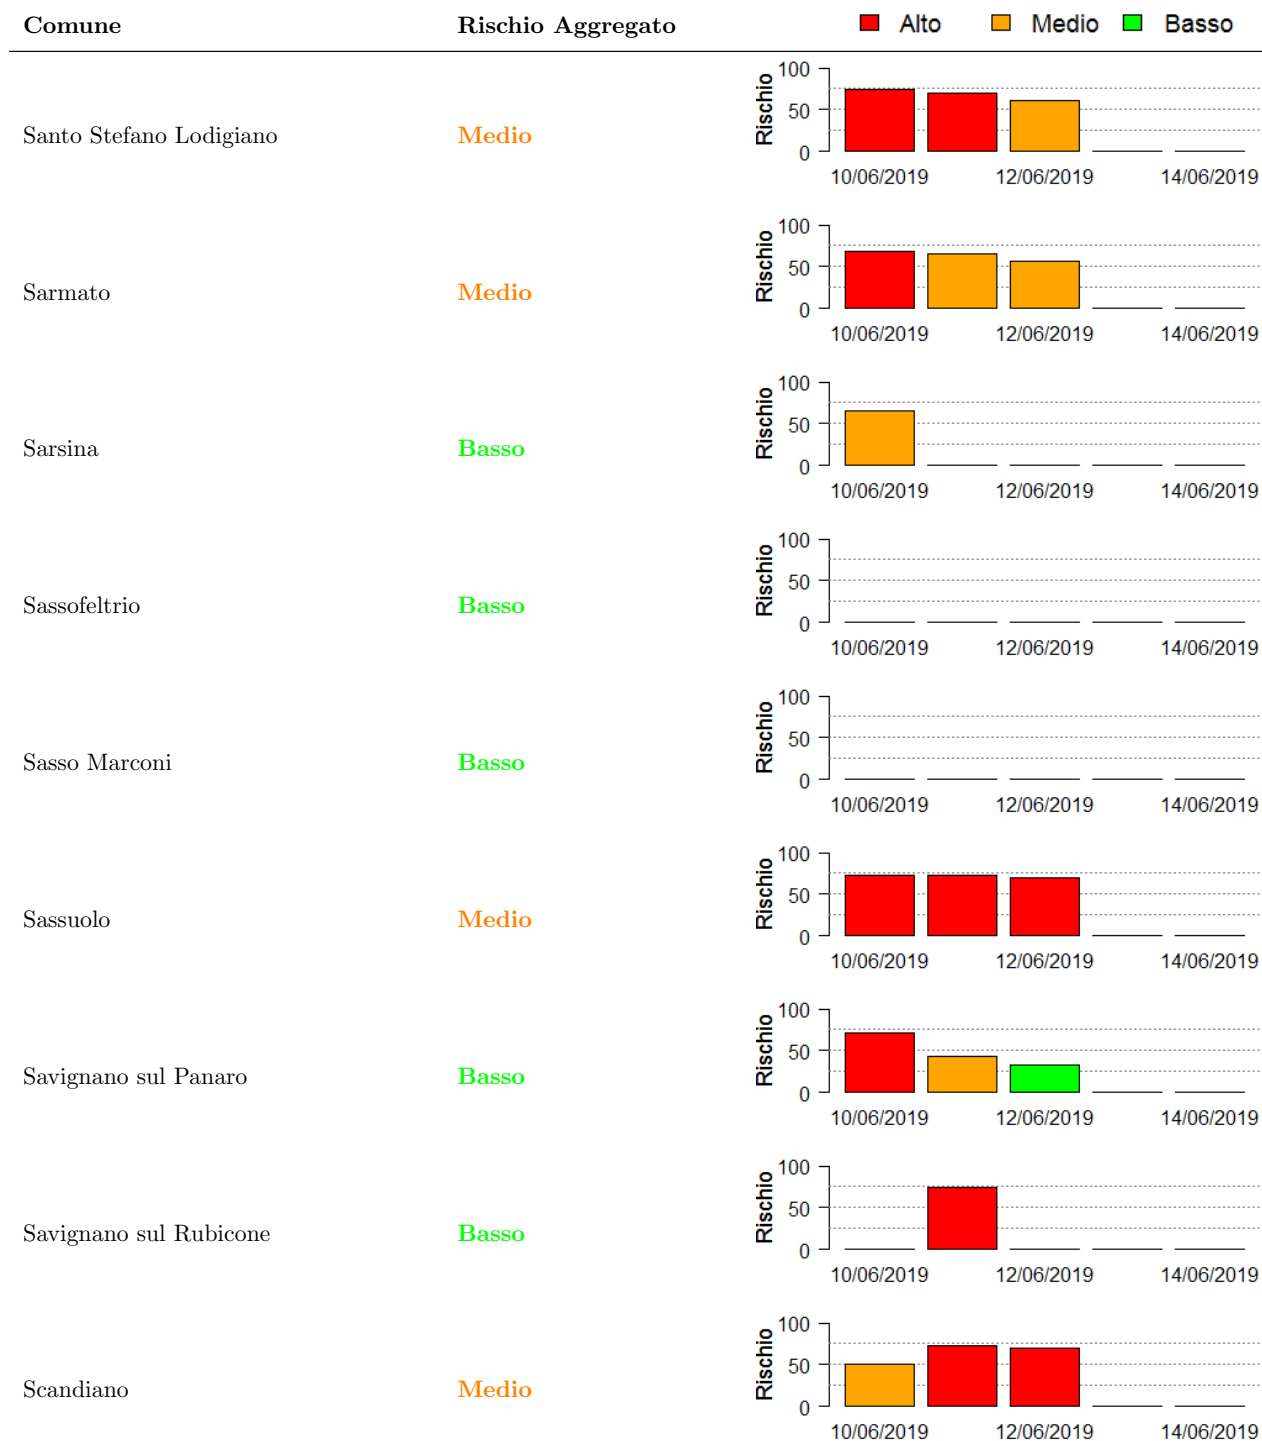 Comune Rischio Aggregato Alto Medio Basso
Santo Stefano Lodigiano Medio
Rischio
100
50
0
10/06/2019 12/06/2019 14/06/2019
Sarmato Medio
Rischio
100
50
0
10/06/2019 12/06/2019 14/06/2019
Sarsina Basso
Rischio
100
50
0
10/06/2019 12/06/2019 14/06/2019
Sassofeltrio Basso
Rischio
100
50
0
10/06/2019 12/06/2019 14/06/2019
Sasso Marconi Basso
Rischio
100
50
0
10/06/2019 12/06/2019 14/06/2019
Sassuolo Medio
Rischio
100
50
0
10/06/2019 12/06/2019 14/06/2019
Savignano sul Panaro Basso
Rischio
100
50
0
10/06/2019 12/06/2019 14/06/2019
Savignano sul Rubicone Basso
Rischio
100
50
0
10/06/2019 12/06/2019 14/06/2019
Scandiano Medio
Rischio
100
50
0
10/06/2019 12/06/2019 14/06/2019